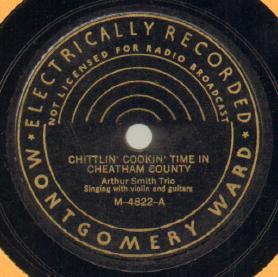 ELECTRICALLY RECORDED
NOT LICENSED FOR RADIO BROADCAST
CHITTLIN' COOKIN' TIME IN
CHEATHAM COUNTY
Arthur Smith Trio
Singing with violin and guitars
M-4822-A
MONTGOMERY WARD